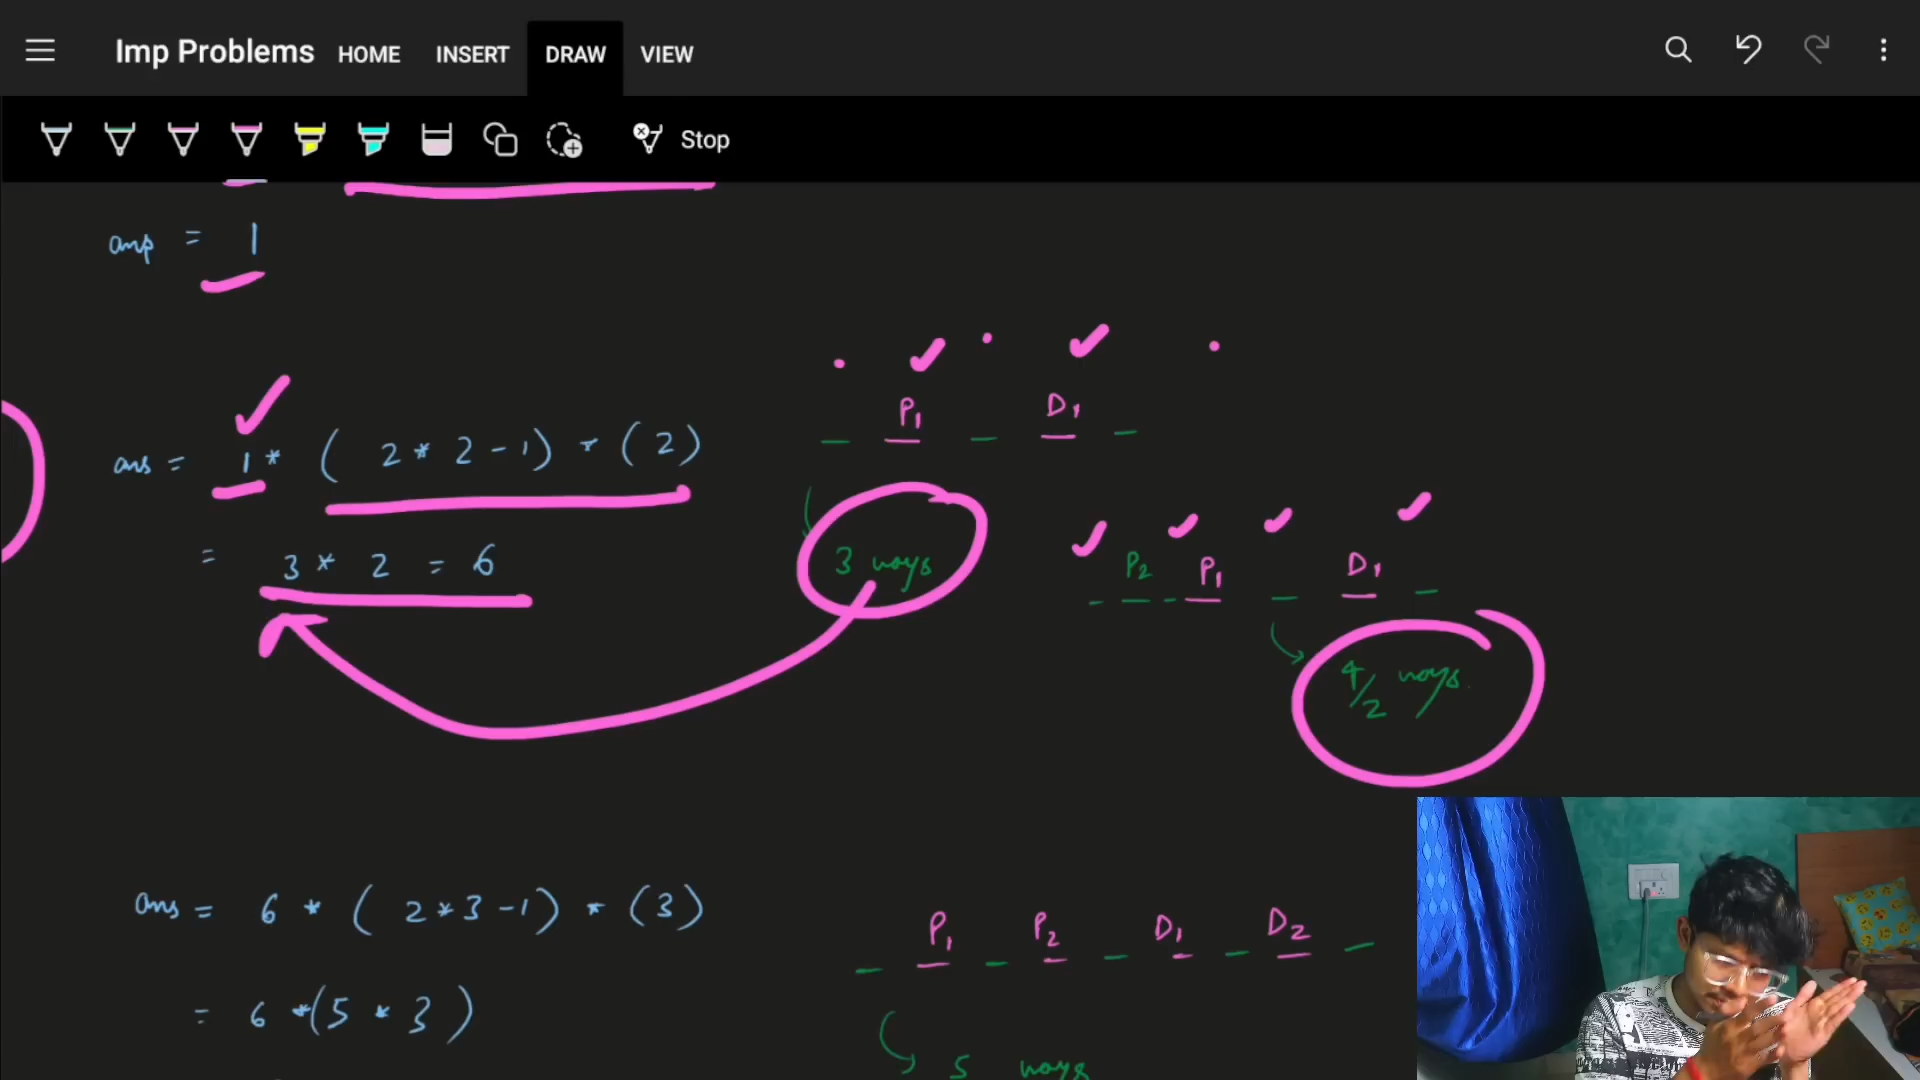 Imp Problems HOME INSERT DRAW VIEW
Stop
ans = 1
P1 D1
ans = 1 * ( 2 * 2 - 1) * (2)
= 3 * 2 = 6
3 ways
P2 P1 D1
4/2 ways.
ans = 6 * ( 2*3-1) * (3)
P1 P2 D1 D2
= 6 *(5 * 3)
5 ways